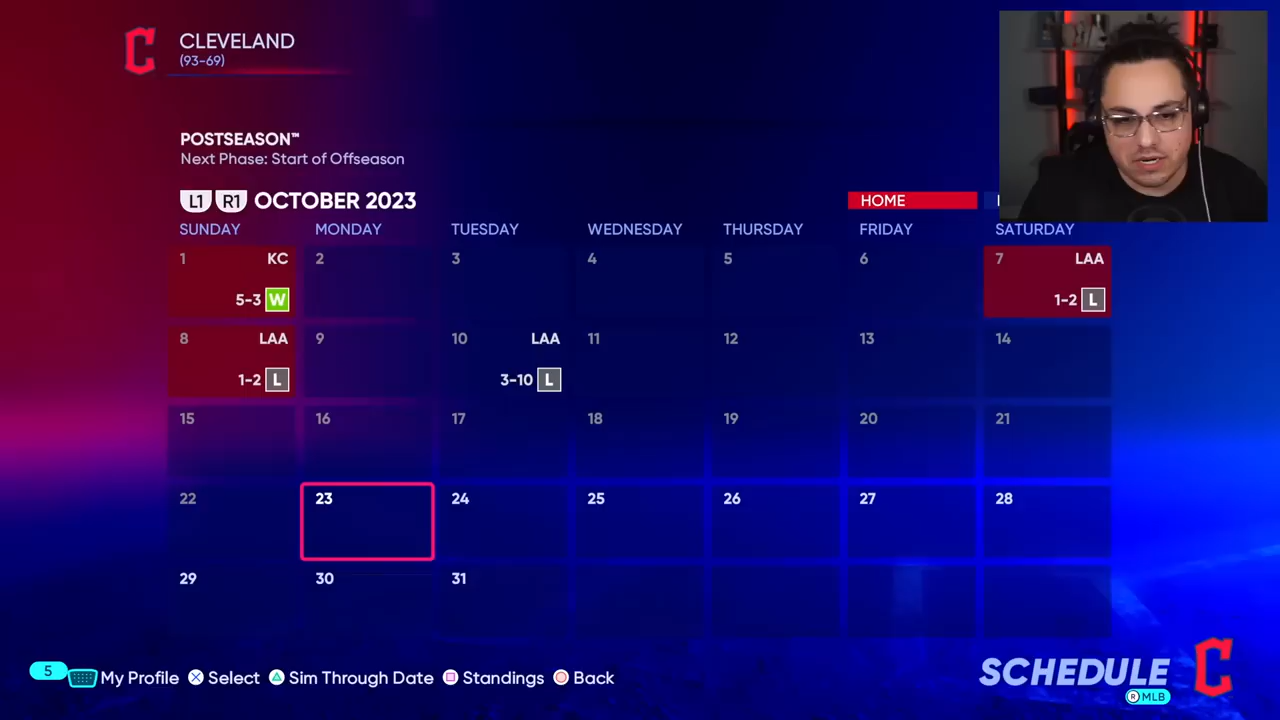 CLEVELAND
(93-69)
POSTSEASON™
Next Phase: Start of Offseason
L1 R1 OCTOBER 2023
HOME
SUNDAY MONDAY TUESDAY WEDNESDAY THURSDAY FRIDAY SATURDAY
1 KC 2 3 4 5 6 7 LAA
5-3 W 1-2 L
8 LAA 9 10 LAA 11 12 13 14
1-2 L 3-10 L
15 16 17 18 19 20 21
22 23 24 25 26 27 28
29 30 31
5 My Profile Select Sim Through Date Standings Back
SCHEDULE C
R MLB